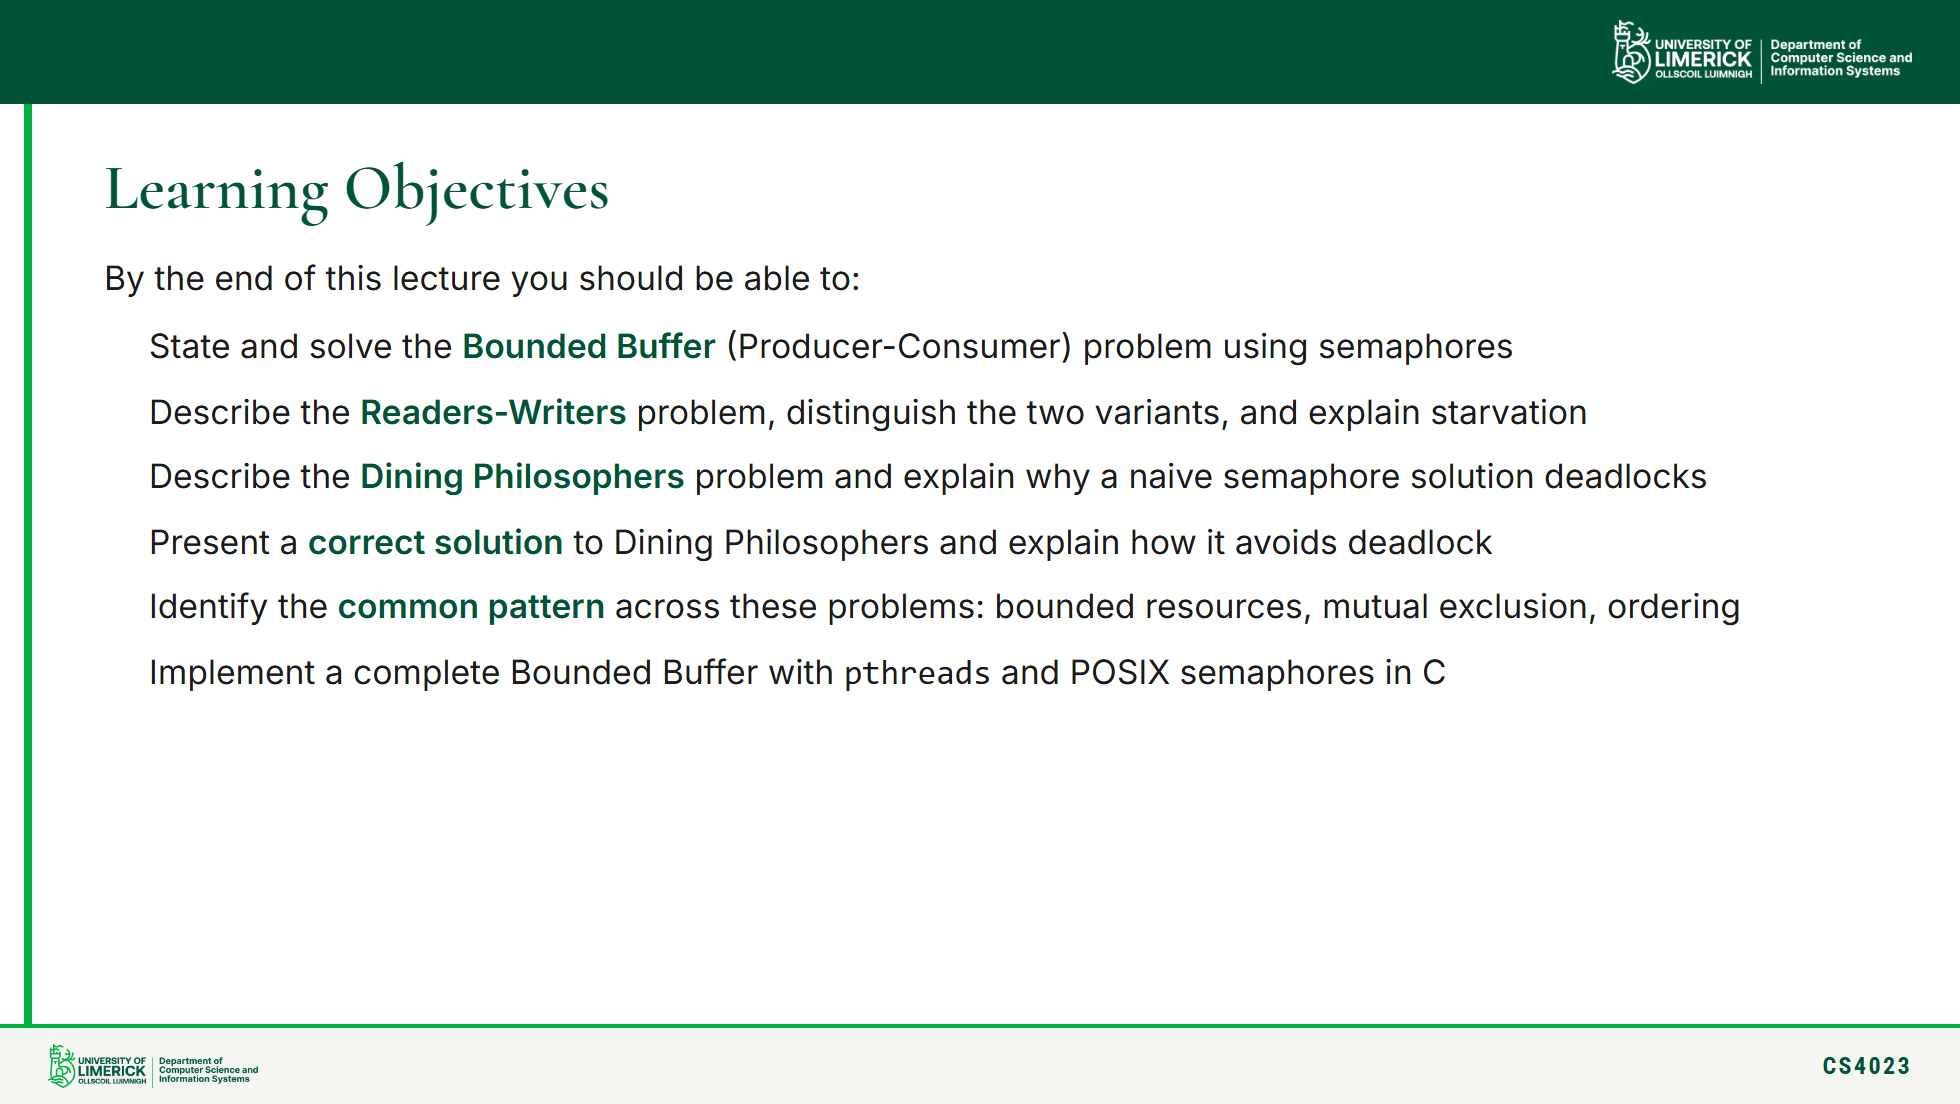 UNIVERSITY OF
LIMERICK
OLLSCOIL LUIMNIGH
Department of
Computer Science and
Information Systems
Learning Objectives
By the end of this lecture you should be able to:
State and solve the Bounded Buffer (Producer-Consumer) problem using semaphores
Describe the Readers-Writers problem, distinguish the two variants, and explain starvation
Describe the Dining Philosophers problem and explain why a naive semaphore solution deadlocks
Present a correct solution to Dining Philosophers and explain how it avoids deadlock
Identify the common pattern across these problems: bounded resources, mutual exclusion, ordering
Implement a complete Bounded Buffer with pthreads and POSIX semaphores in C
UNIVERSITY OF
LIMERICK
OLLSCOIL LUIMNIGH
Department of
Computer Science and
Information Systems
CS4023